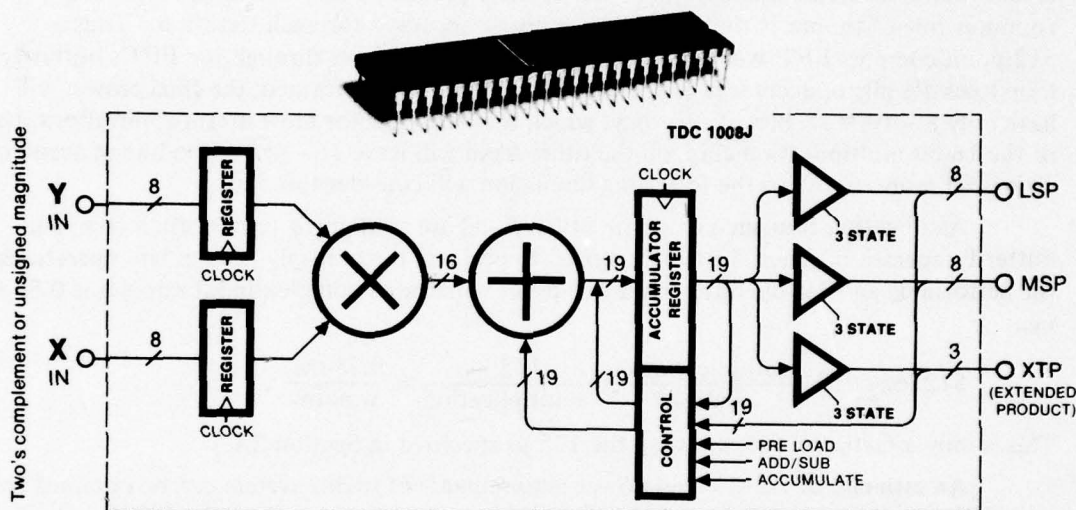 TDC 1008J
Two's complement or unsigned magnitude
Y
IN
8
REGISTER
CLOCK
X
IN
8
REGISTER
CLOCK
16
19
19
19
CLOCK
ACCUMULATOR
REGISTER
CONTROL
19
19
PRE LOAD
ADD/SUB
ACCUMULATE
3 STATE
3 STATE
3 STATE
8
LSP
8
MSP
3
XTP
(EXTENDED
PRODUCT)